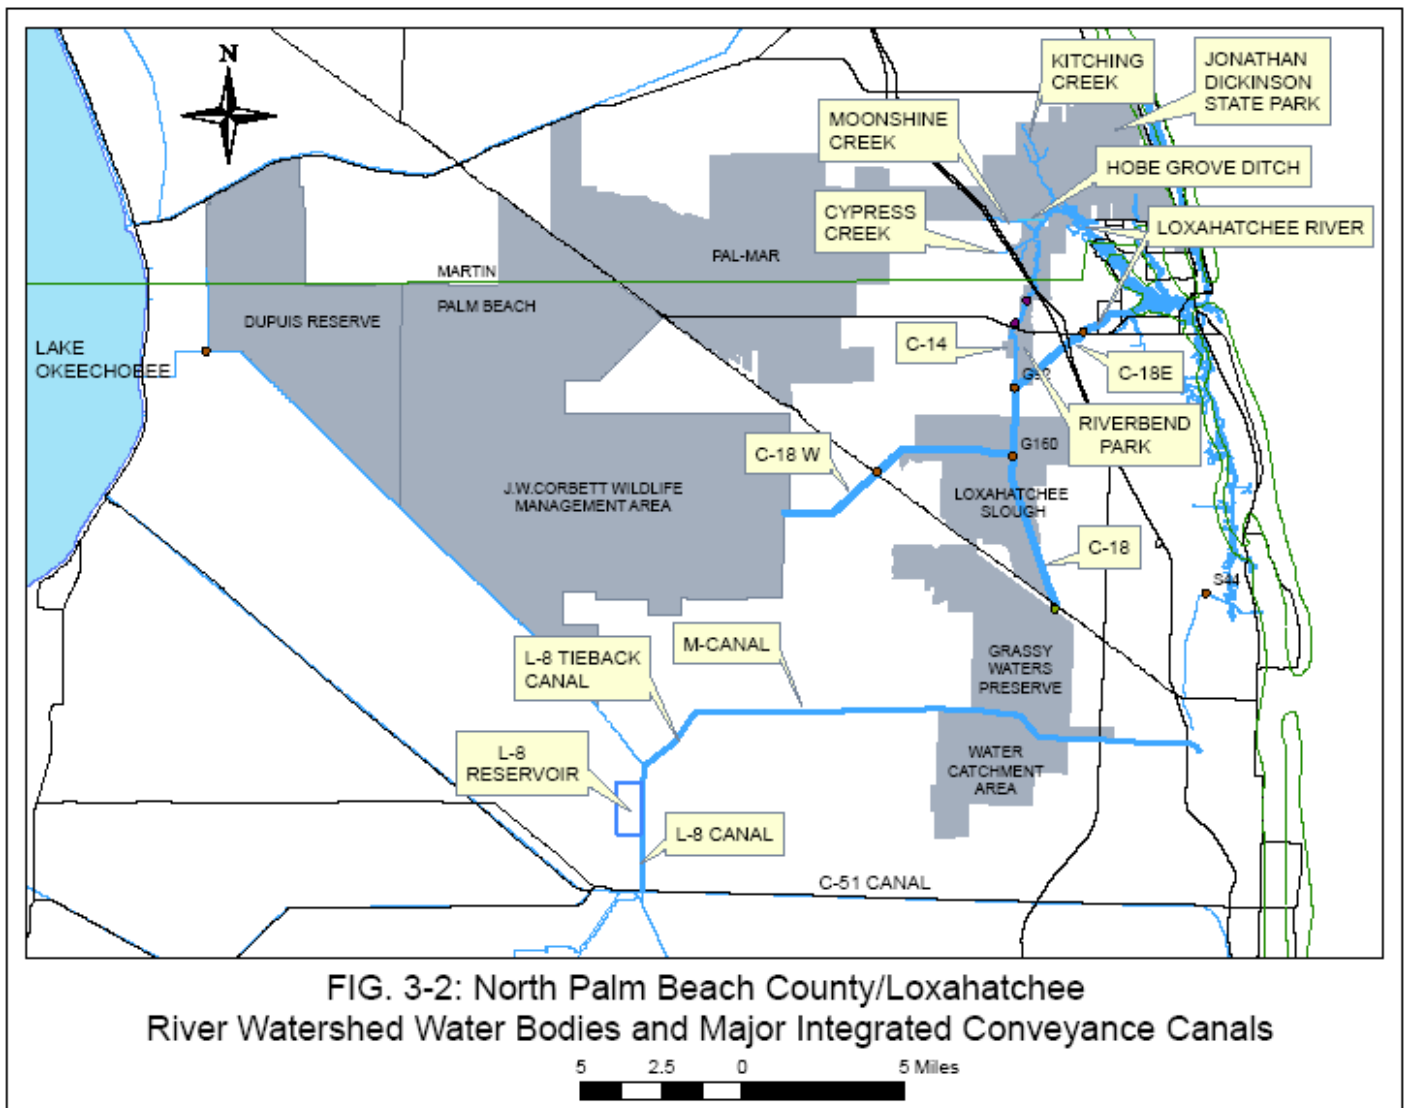 N
KITCHING
CREEK
JONATHAN
DICKINSON
STATE PARK
MOONSHINE
CREEK
HOBE GROVE DITCH
CYPRESS
CREEK
LOXAHATCHEE RIVER
PAL-MAR
MARTIN
PALM BEACH
DUPUIS RESERVE
LAKE
OKEECHOBEE
C-14
C-18E
G92
RIVERBEND
PARK
G160
C-18 W
J.W.CORBETT WILDLIFE
MANAGEMENT AREA
LOXAHATCHEE
SLOUGH
C-18
S44
M-CANAL
L-8 TIEBACK
CANAL
GRASSY
WATERS
PRESERVE
L-8
RESERVOIR
WATER
CATCHMENT
AREA
L-8 CANAL
C-51 CANAL
FIG. 3-2: North Palm Beach County/Loxahatchee
River Watershed Water Bodies and Major Integrated Conveyance Canals
5 2.5 0 5 Miles